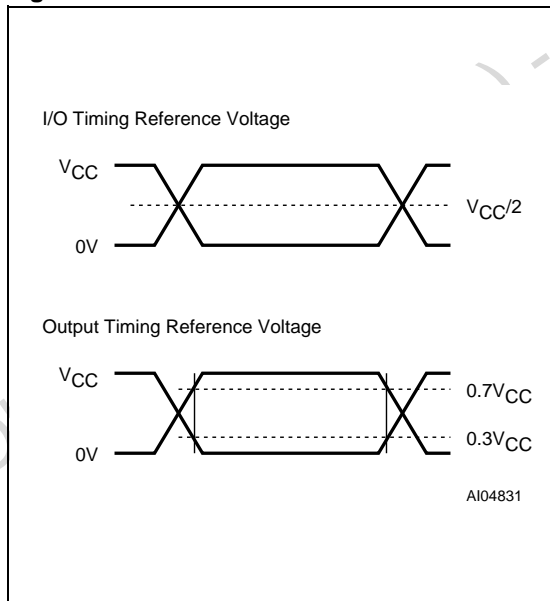 I/O Timing Reference Voltage
VCC
VCC/2
0V
Output Timing Reference Voltage
VCC
0.7VCC
0.3VCC
0V
AI04831